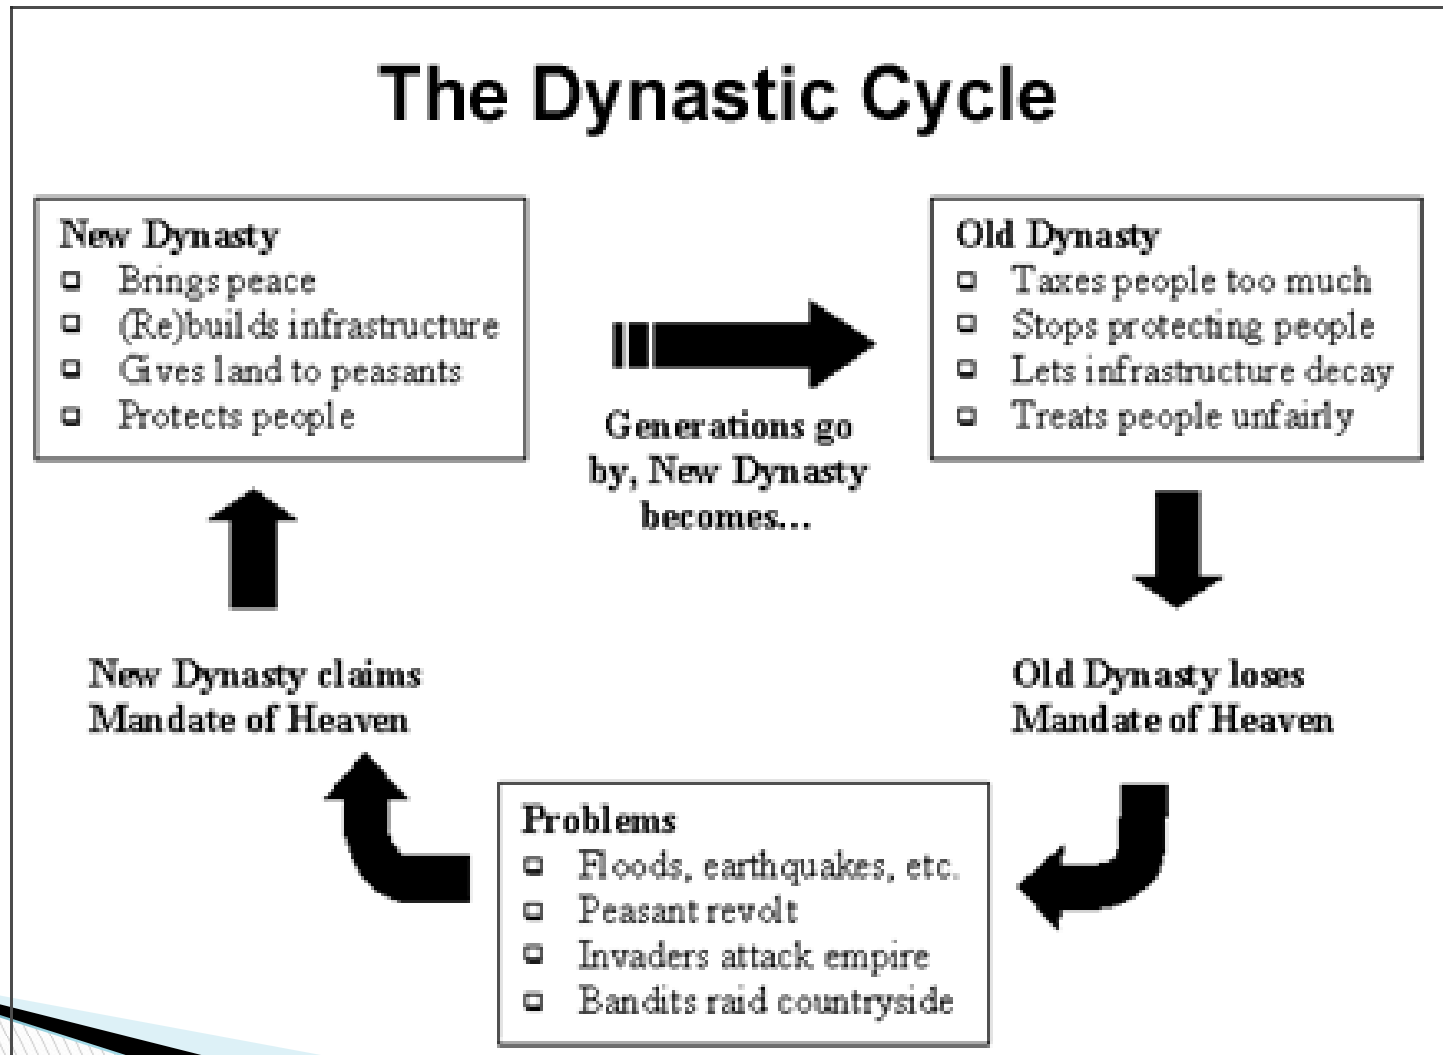 The Dynastic Cycle
New Dynasty
Brings peace
(Re)builds infrastructure
Gives land to peasants
Protects people
Generations go
by, New Dynasty
becomes...
Old Dynasty
Taxes people too much
Stops protecting people
Lets infrastructure decay
Treats people unfairly
Old Dynasty loses
Mandate of Heaven
Problems
Floods, earthquakes, etc.
Peasant revolt
Invaders attack empire
Bandits raid countryside
New Dynasty claims
Mandate of Heaven